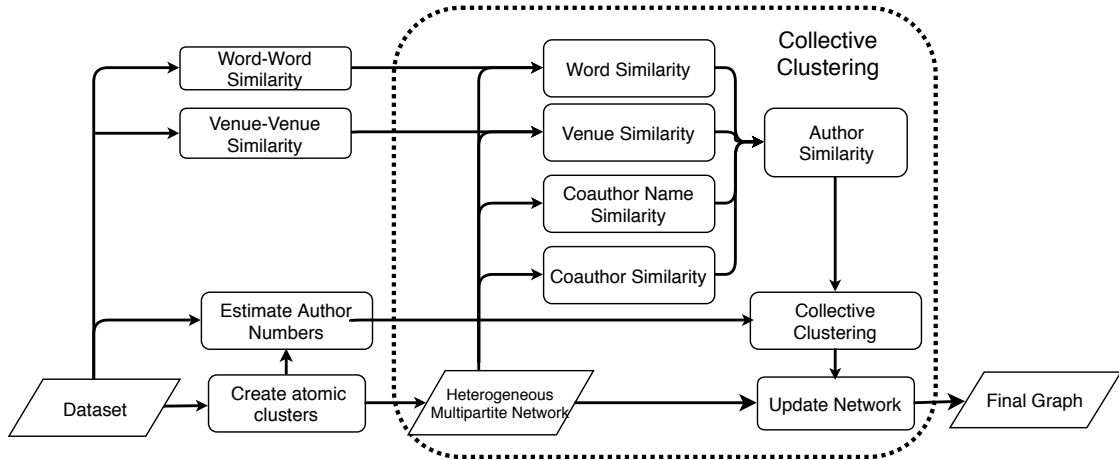 Collective
Clustering
Word-Word
Similarity
Word Similarity
Venue-Venue
Similarity
Venue Similarity
Author
Similarity
Coauthor Name
Similarity
Coauthor Similarity
Estimate Author
Numbers
Collective
Clustering
Dataset
Create atomic
clusters
Heterogeneous
Multipartite Network
Update Network
Final Graph